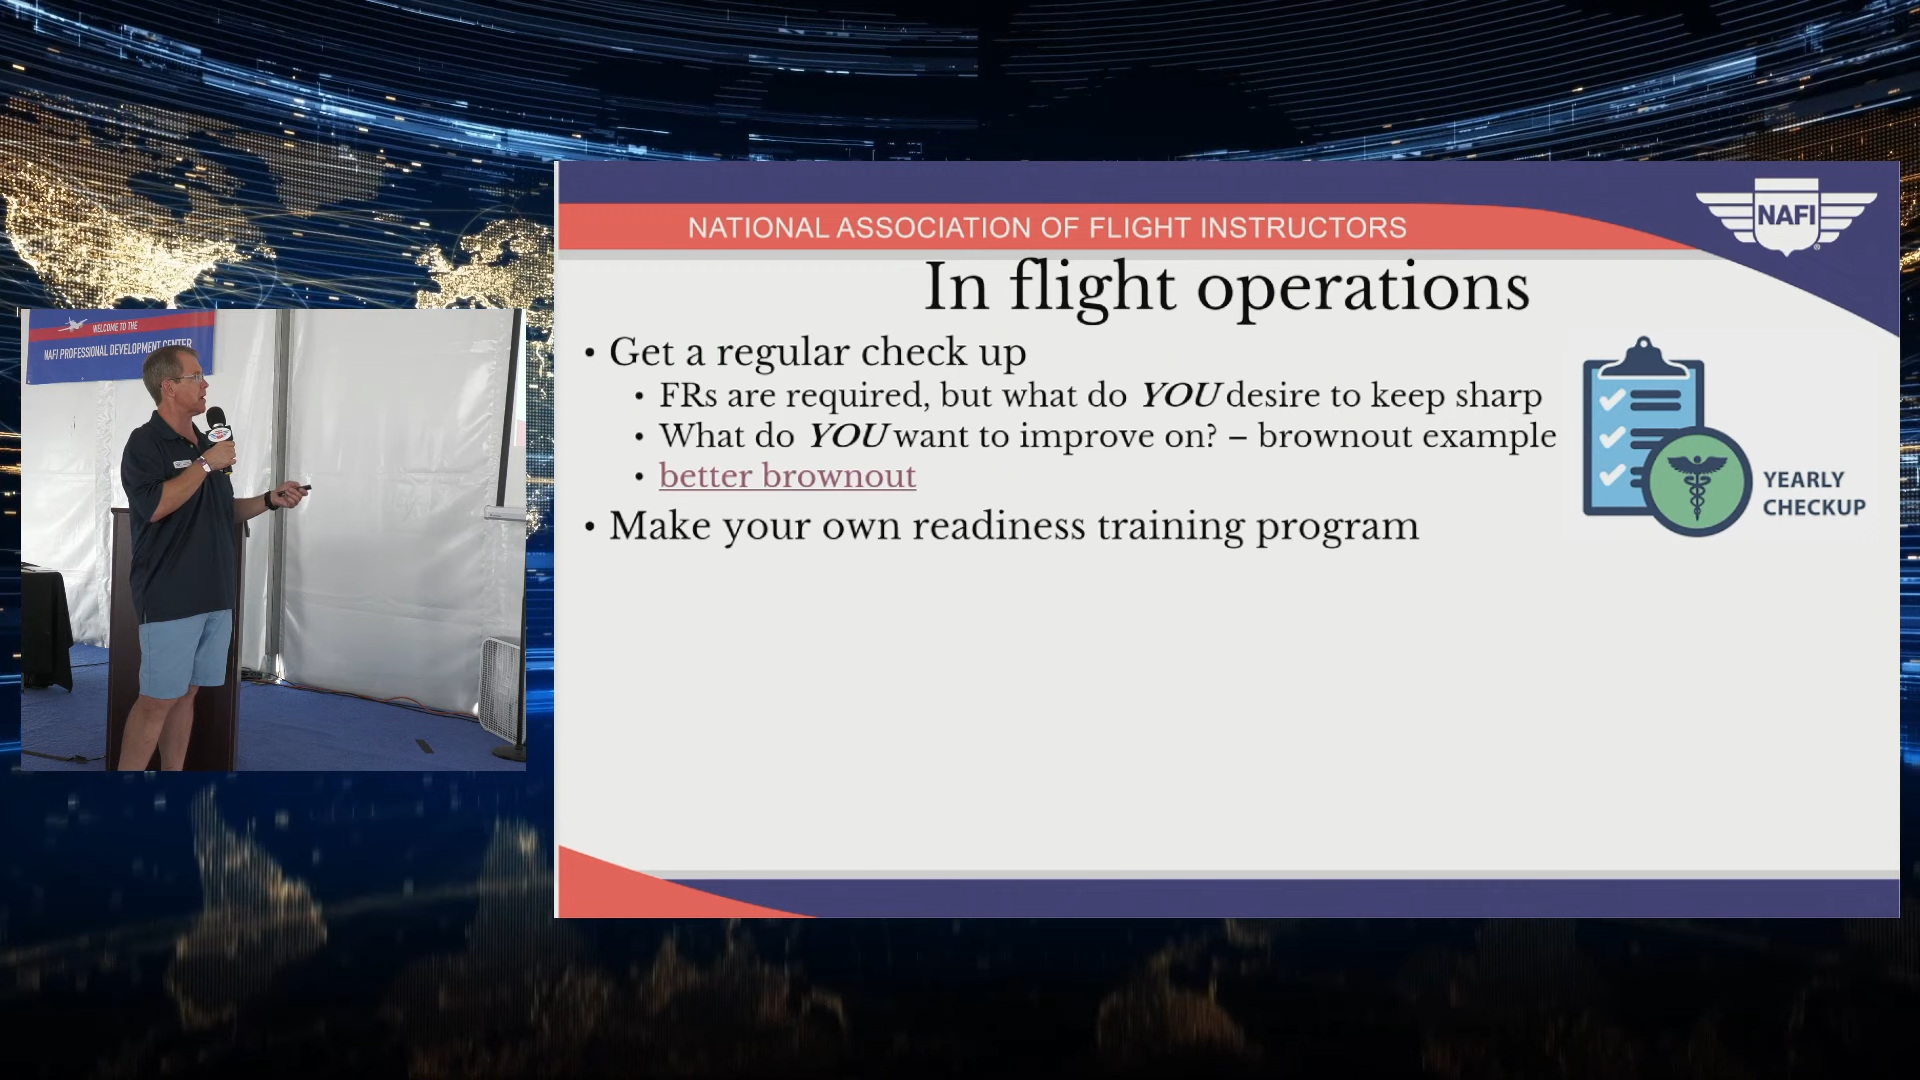 WELCOME TO THE
NAFI PROFESSIONAL DEVELOPMENT CENTER
NATIONAL ASSOCIATION OF FLIGHT INSTRUCTORS
NAFI
In flight operations
• Get a regular check up
• FRs are required, but what do YOU desire to keep sharp
• What do YOU want to improve on? – brownout example
• better brownout
• Make your own readiness training program
YEARLY
CHECKUP